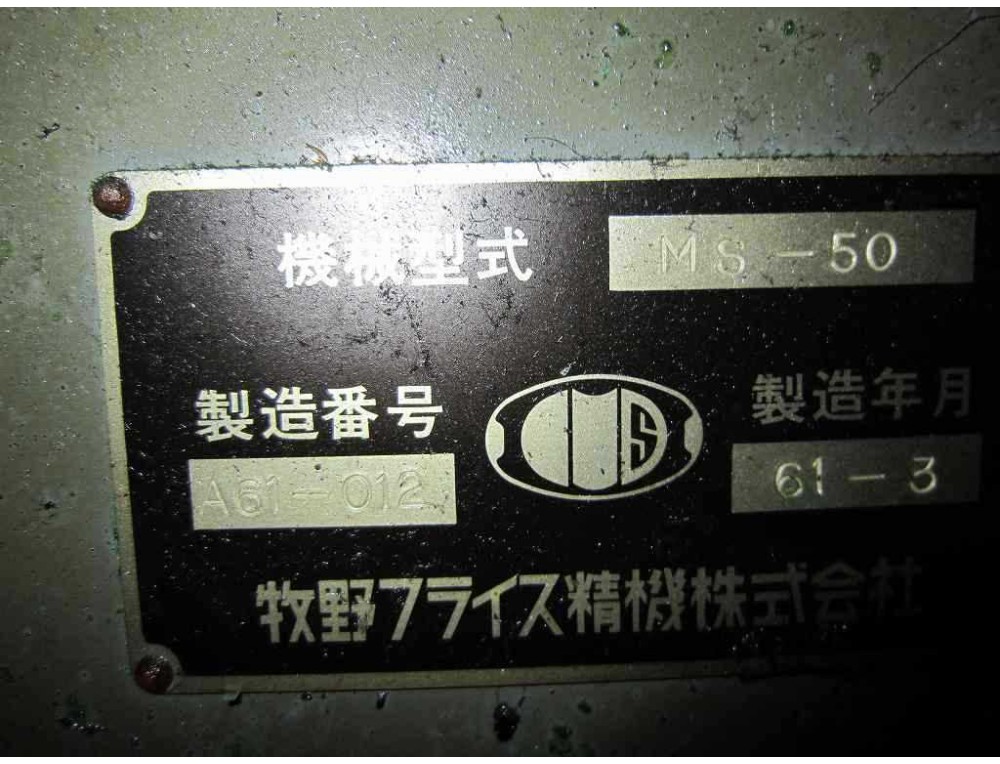 機械型式 MS-50
製造番号
製造年月
A61-012
61-3
牧野フライス精機株式会社